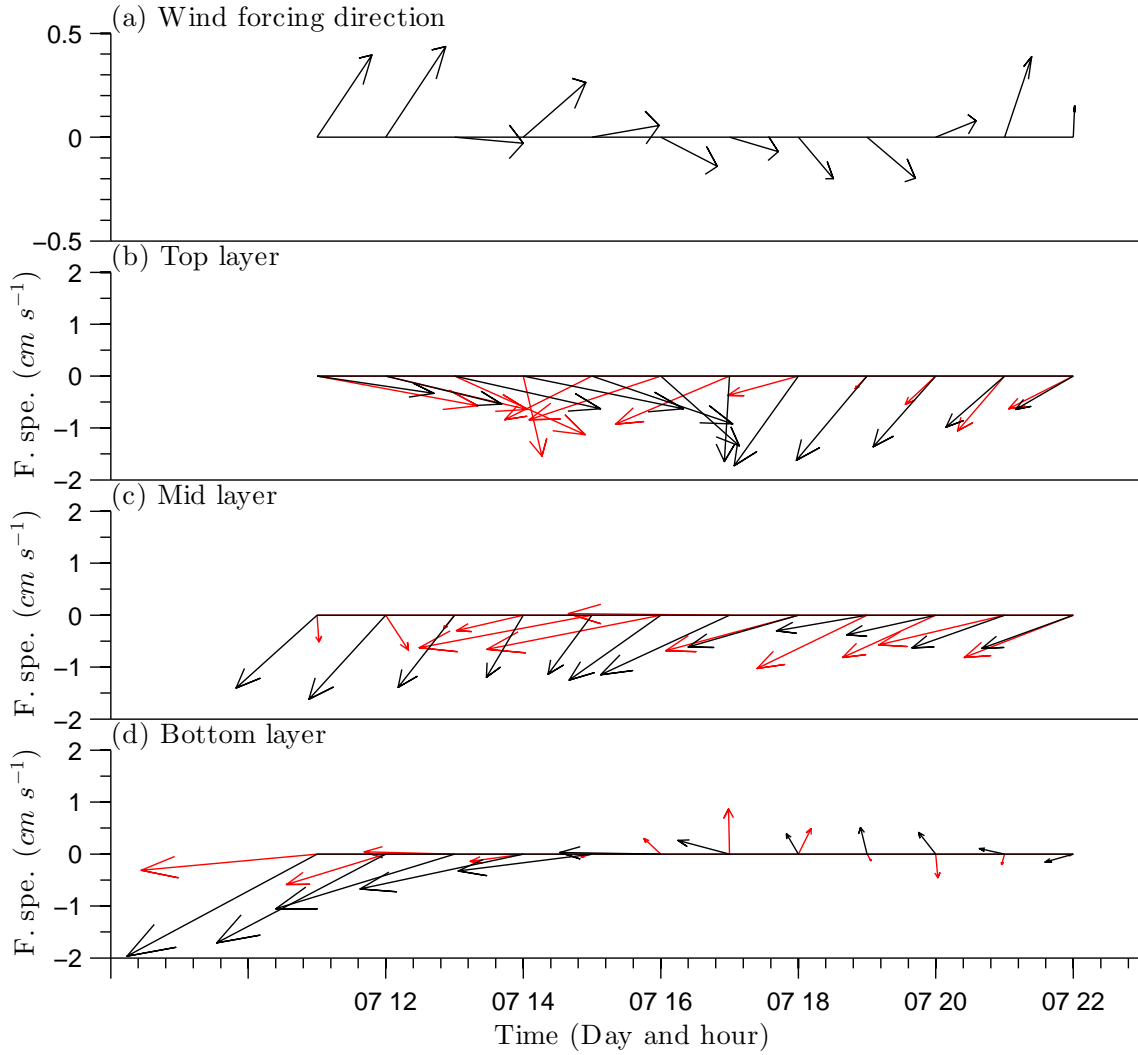 (a) Wind forcing direction
0.5
0
−0.5
(b) Top layer
2
1
0
−1
−2
F. spe. (cm s⁻¹)
(c) Mid layer
2
1
0
−1
−2
F. spe. (cm s⁻¹)
(d) Bottom layer
2
1
0
−1
−2
F. spe. (cm s⁻¹)
07 12 07 14 07 16 07 18 07 20 07 22
Time (Day and hour)